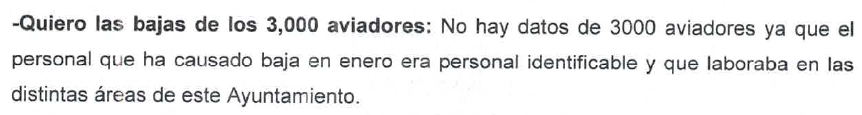 -Quiero las bajas de los 3,000 aviadores: No hay datos de 3000 aviadores ya que el
personal que ha causado baja en enero era personal identificable y que laboraba en las
distintas áreas de este Ayuntamiento.